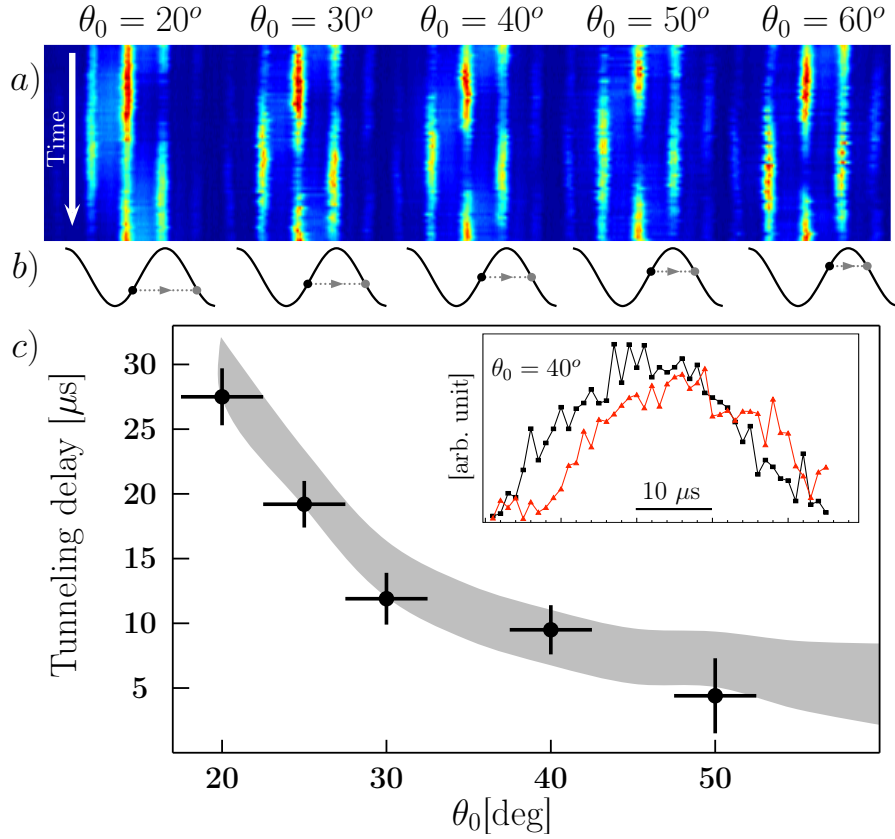 θ₀ = 20º θ₀ = 30º θ₀ = 40º θ₀ = 50º θ₀ = 60º
a)
Time
b)
c)
Tunneling delay [μs]
30
25
20
15
10
5
θ₀ = 40º
[arb. unit]
10 μs
20 30 40 50
θ₀[deg]